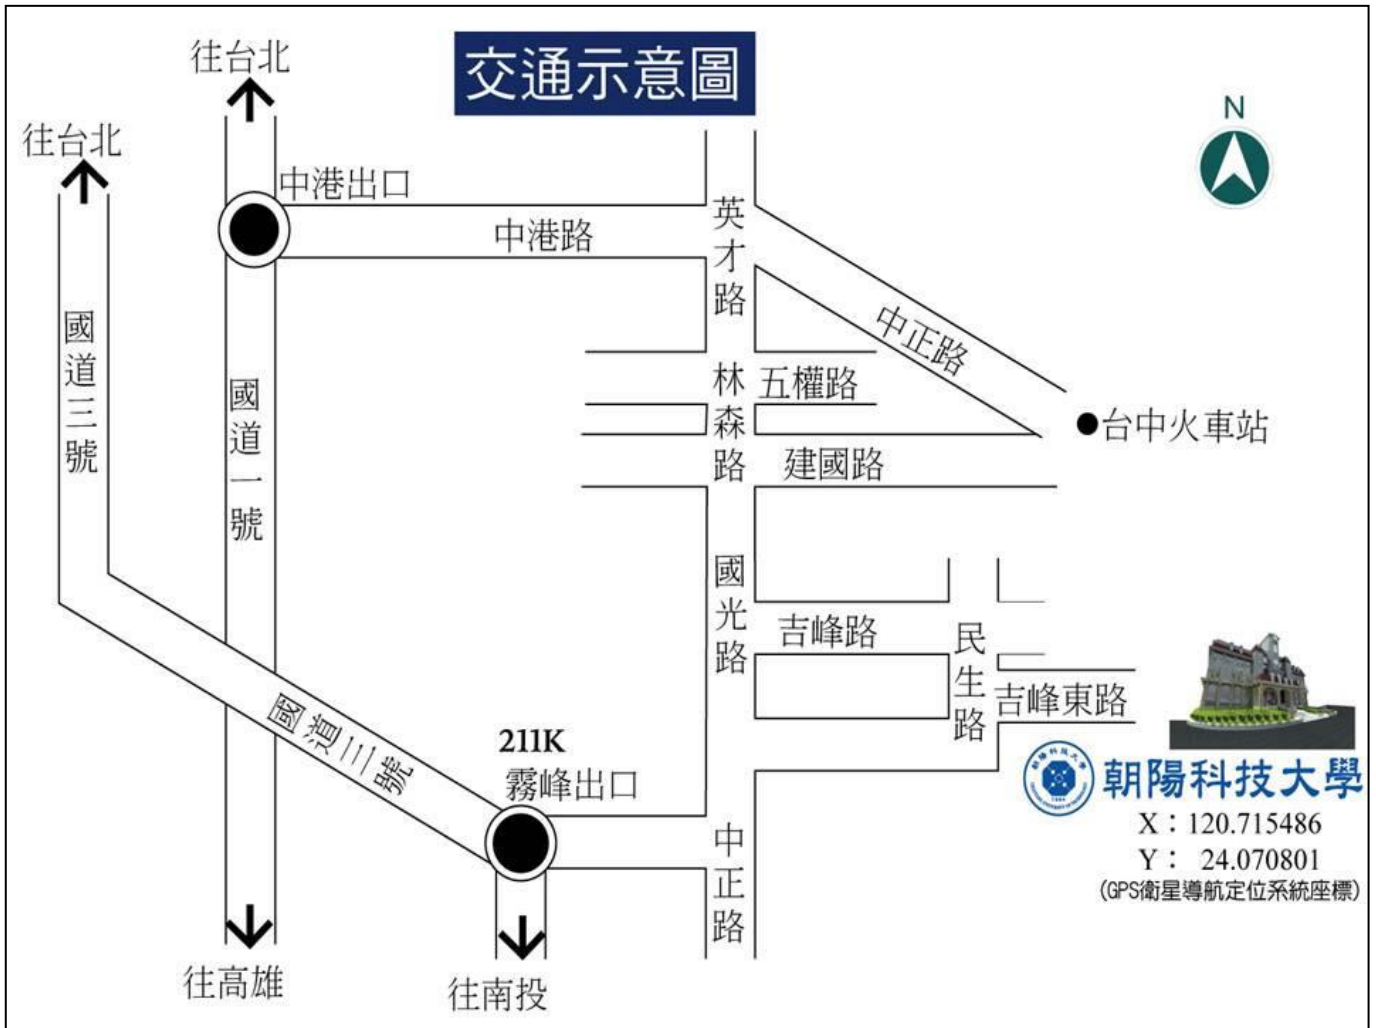 交通示意圖
往台北
往台北
N
中港出口
中港路
英才路
中正路
國道三號
國道一號
林森路
五權路
建國路
台中火車站
國光路
吉峰路
民生路
吉峰東路
國道三號
211K
霧峰出口
中正路
朝陽科技大學
X：120.715486
Y： 24.070801
(GPS衛星導航定位系統座標)
往高雄
往南投